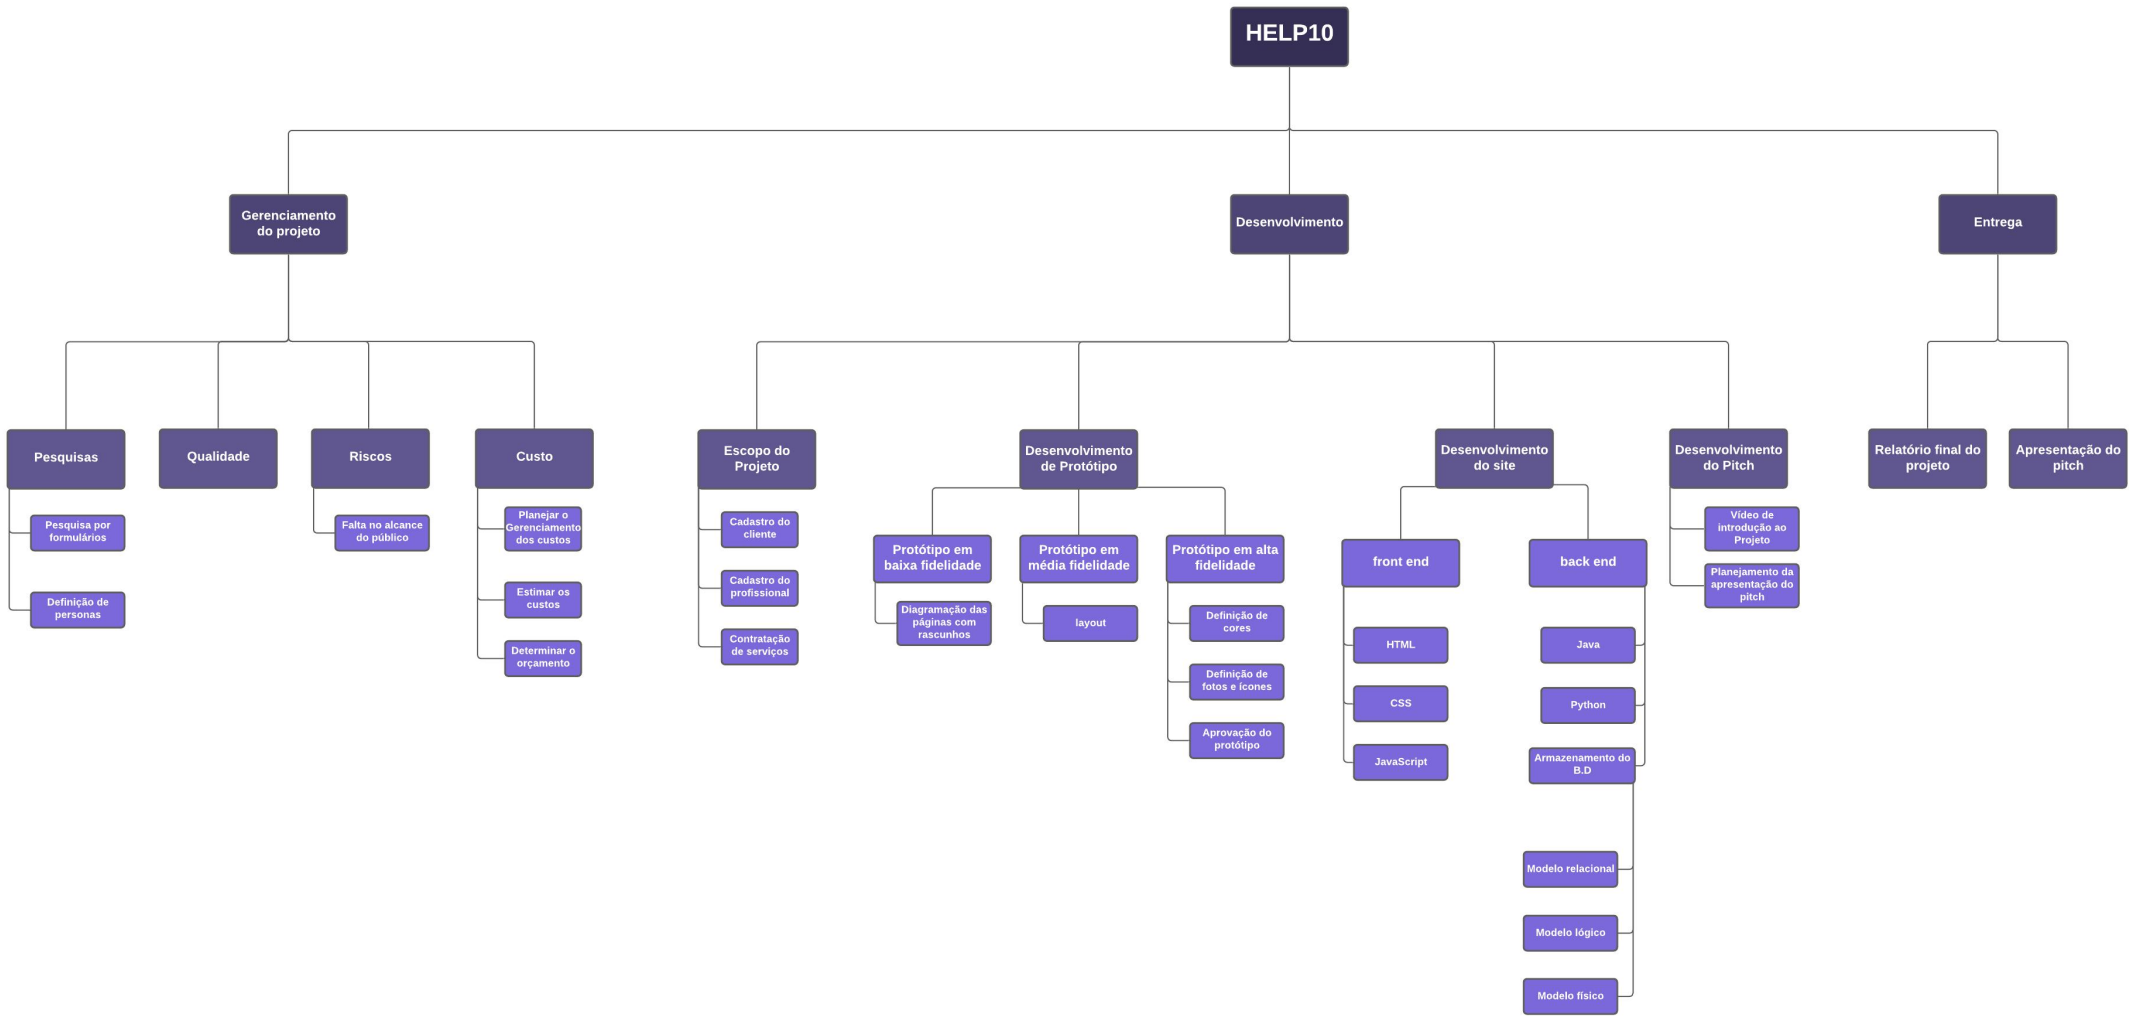 HELP10
Gerenciamento
do projeto
Desenvolvimento
Entrega
Pesquisas
Qualidade
Riscos
Custo
Escopo do
Projeto
Desenvolvimento
de Protótipo
Desenvolvimento
do site
Desenvolvimento
do Pitch
Relatório final do
projeto
Apresentação do
pitch
Pesquisa por
formulários
Definição de
personas
Falta no alcance
do público
Planejar o
Gerenciamento
dos custos
Estimar os
custos
Determinar o
orçamento
Cadastro do
cliente
Cadastro do
profissional
Contratação
de serviços
Protótipo em
baixa fidelidade
Diagramação das
páginas com
rascunhos
Protótipo em
média fidelidade
layout
Protótipo em alta
fidelidade
Definição de
cores
Definição de
fotos e ícones
Aprovação do
protótipo
front end
HTML
CSS
JavaScript
back end
Java
Python
Armazenamento do
B.D
Modelo relacional
Modelo lógico
Modelo físico
Vídeo de
introdução ao
Projeto
Planejamento da
apresentação do
pitch